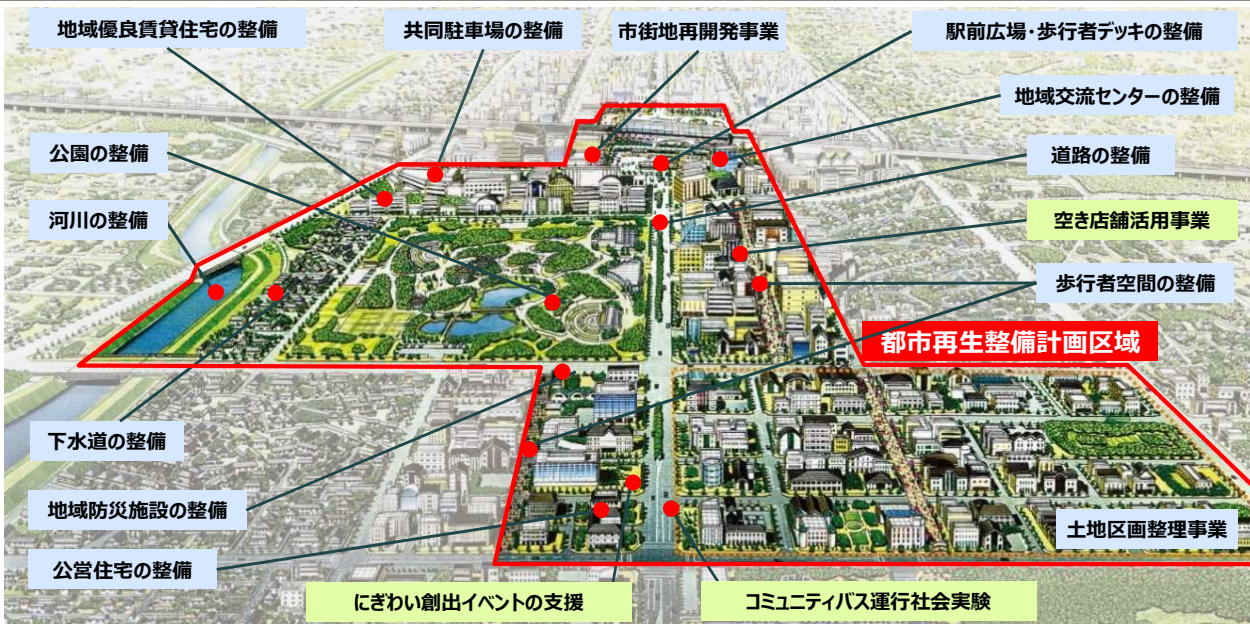 地域優良賃貸住宅の整備
共同駐車場の整備
市街地再開発事業
駅前広場・歩行者デッキの整備
地域交流センターの整備
公園の整備
道路の整備
河川の整備
空き店舗活用事業
歩行者空間の整備
都市再生整備計画区域
下水道の整備
地域防災施設の整備
土地区画整理事業
公営住宅の整備
にぎわい創出イベントの支援
コミュニティバス運行社会実験